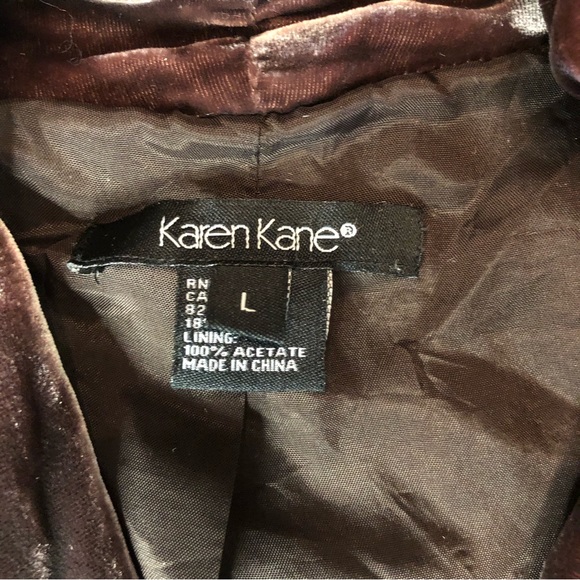 Karen Kane®
L
RN
CA
82
18
LINING:
100% ACETATE
MADE IN CHINA